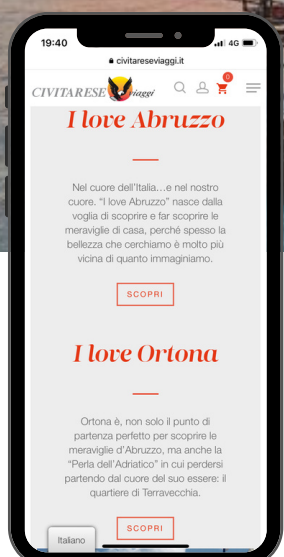 19:40
4G
civitareseviaggi.it
CIVITARESE Viaggi
0
I love Abruzzo
Nel cuore dell'Italia…e nel nostro
cuore. "I love Abruzzo" nasce dalla
voglia di scoprire e far scoprire le
meraviglie di casa, perché spesso la
bellezza che cerchiamo è molto più
vicina di quanto immaginiamo.
SCOPRI
I love Ortona
Ortona è, non solo il punto di
partenza perfetto per scoprire le
meraviglie d'Abruzzo, ma anche la
"Perla dell'Adriatico" in cui perdersi
partendo dal cuore del suo essere: il
quartiere di Terravecchia.
SCOPRI
Italiano